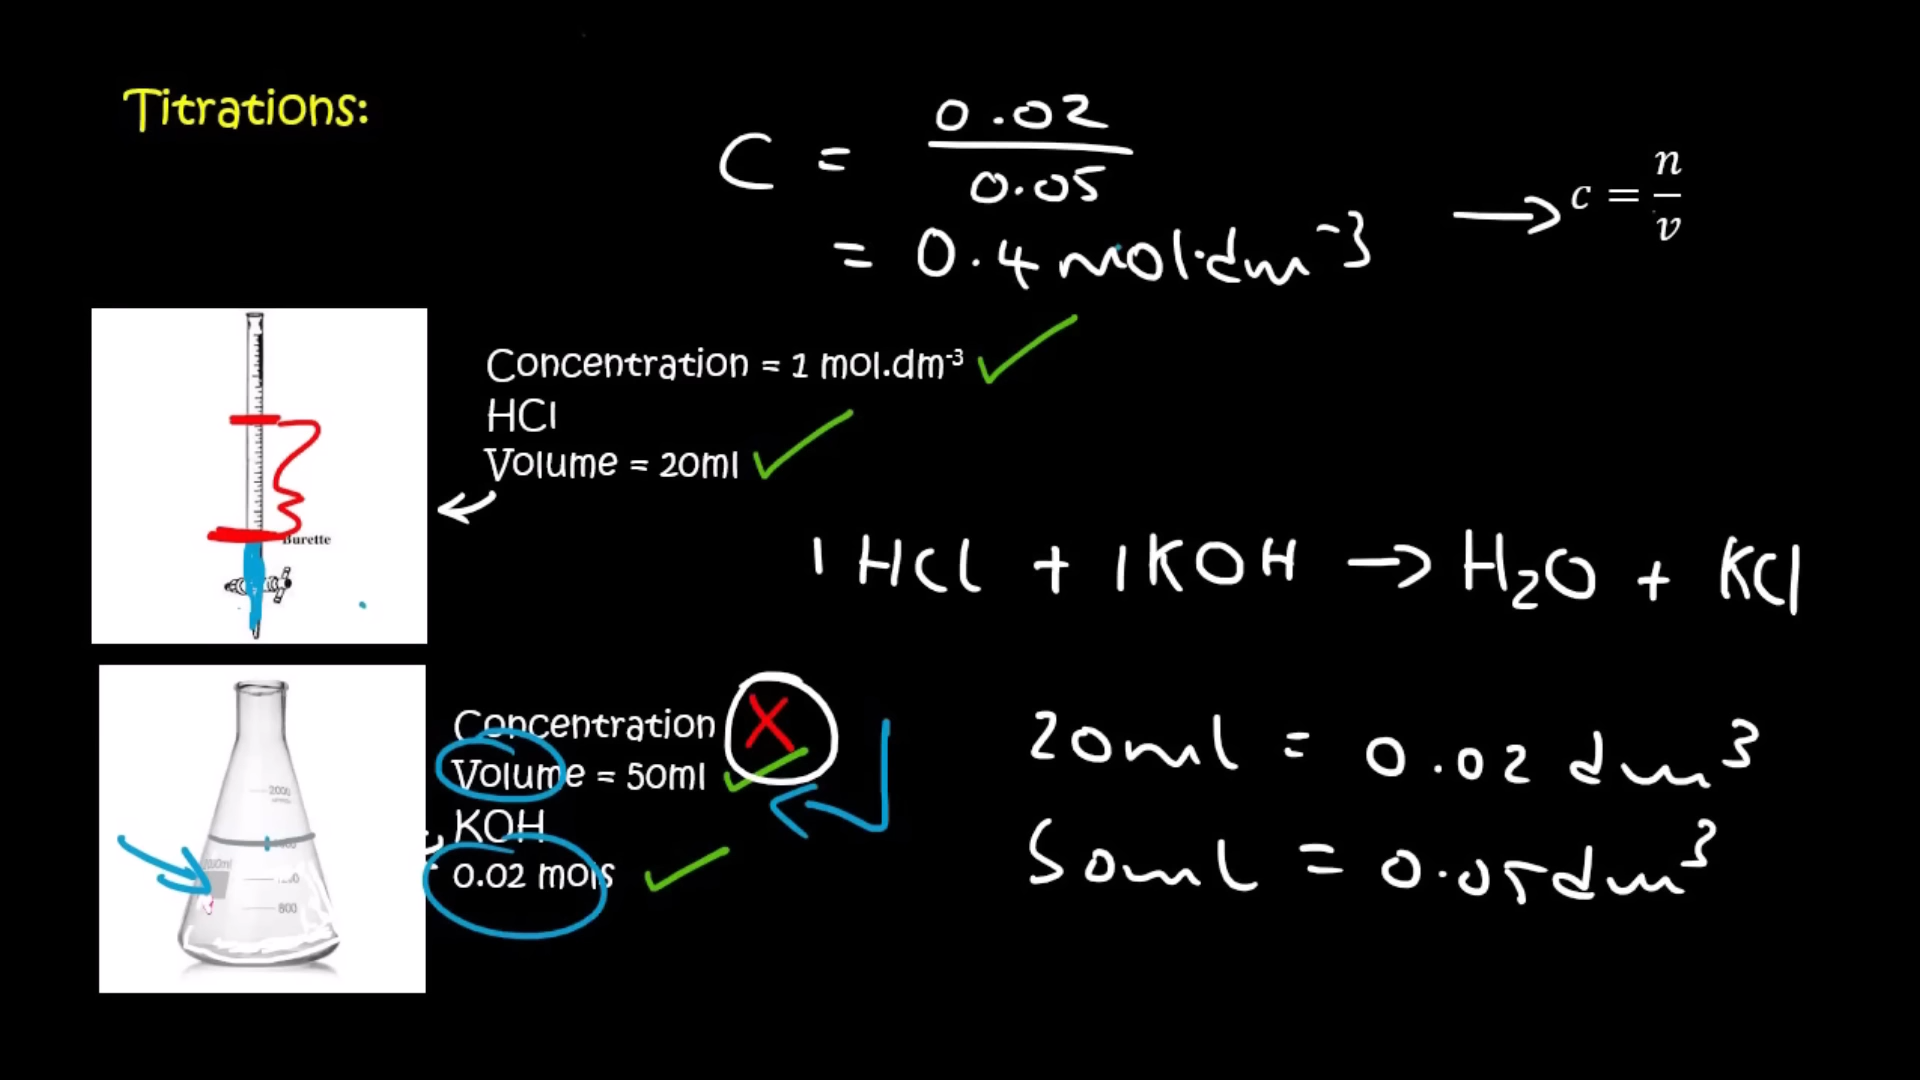 Titrations:
C = 0.02 / 0.05
= 0.4 mol.dm⁻³
→ c = n / v
Concentration = 1 mol.dm⁻³
HCl
Volume = 20ml
Burette
1 HCl + 1 KOH → H₂O + KCl
Concentration X
Volume = 50ml
KOH
0.02 mols
2000
800
20ml = 0.02 dm³
50ml = 0.05 dm³